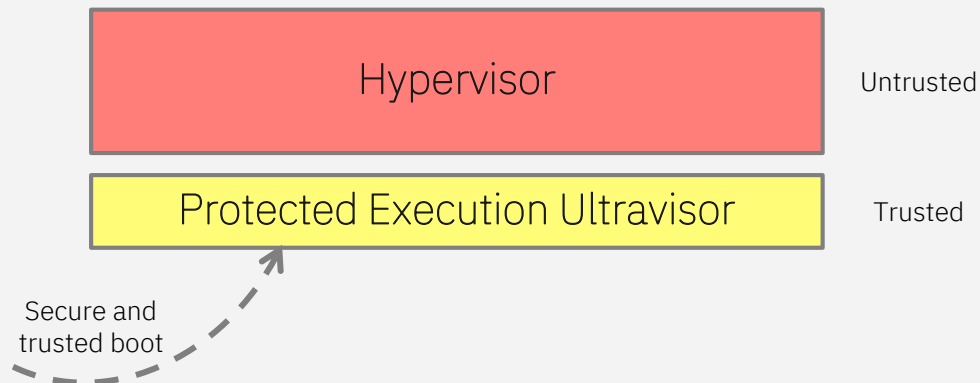 Hypervisor
Untrusted
Protected Execution Ultravisor
Trusted
Secure and
trusted boot